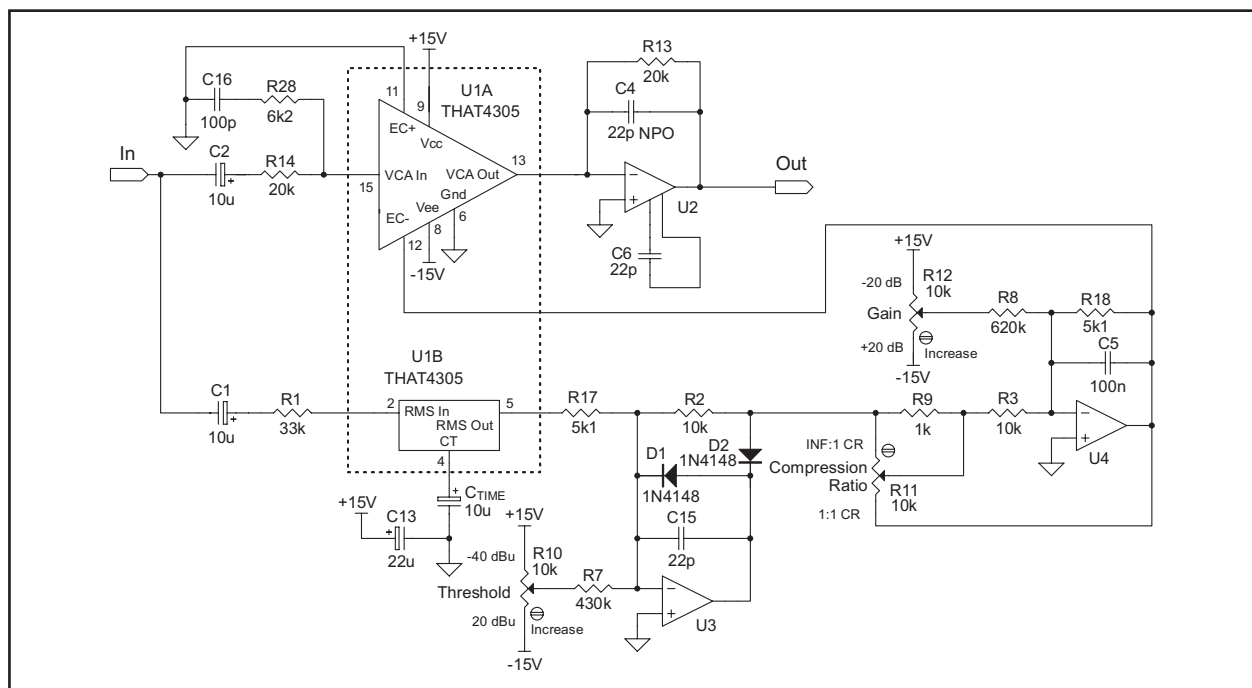 +15V
C16
100p
R28
6k2
In
C2
10u
R14
20k
11
9
U1A
THAT4305
EC+
Vcc
VCA In
VCA Out
15
13
Gnd
Vee
6
EC-
8
12
-15V
R13
20k
C4
22p NPO
−
+
U2
Out
C6
22p
+15V
-20 dB
R12
10k
Gain
+20 dB
Increase
-15V
R8
620k
R18
5k1
C5
100n
U1B
THAT4305
C1
10u
R1
33k
2
RMS In
RMS Out
CT
5
4
R17
5k1
R2
10k
R9
1k
R3
10k
−
+
U4
D1
1N4148
D2
1N4148
INF:1 CR
Compression
Ratio
R11
10k
1:1 CR
+15V
C13
22u
+
CTIME
10u
+15V
-40 dBu
R10
10k
Threshold
20 dBu
Increase
-15V
R7
430k
C15
22p
−
+
U3